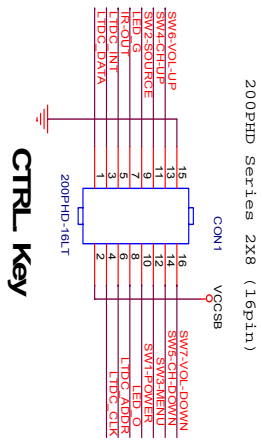 200PHD Series 2X8 (16pin)
SW6-VOL-UP
SW4-CH-UP
SW2-SOURCE
LED_G
IR-OUT
LTDC_INT
LTDC_DATA
1 3 5 7 9 11 13 15
CON1
200PHD-16LT
2 4 6 8 10 12 14 16
VCCSB
SW7-VOL-DOWN
SW5-CH-DOWN
SW3-MENU
SW1-POWER
LED_O
LTDC_ADDR
LTDC_CLK
CTRL Key